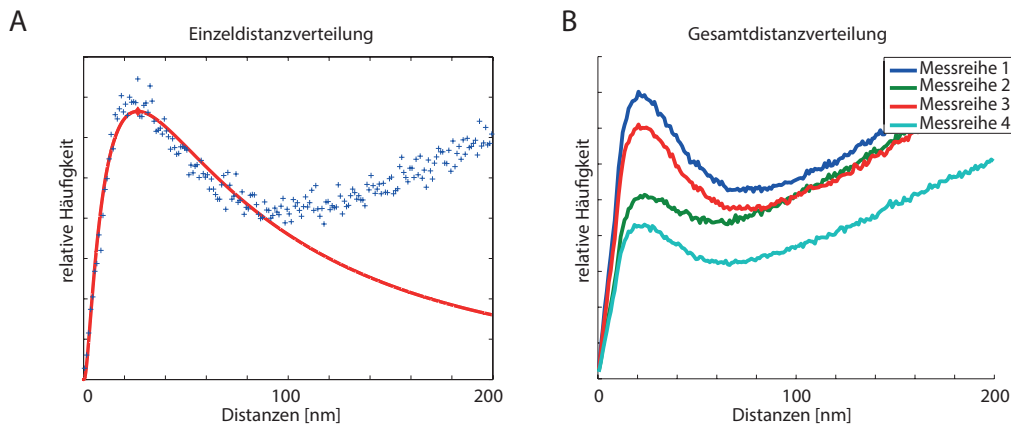 A
Einzeldistanzverteilung
relative Häufigkeit
0
100
200
Distanzen [nm]
B
Gesamtdistanzverteilung
Messreihe 1
Messreihe 2
Messreihe 3
Messreihe 4
relative Häufigkeit
0
100
200
Distanzen [nm]